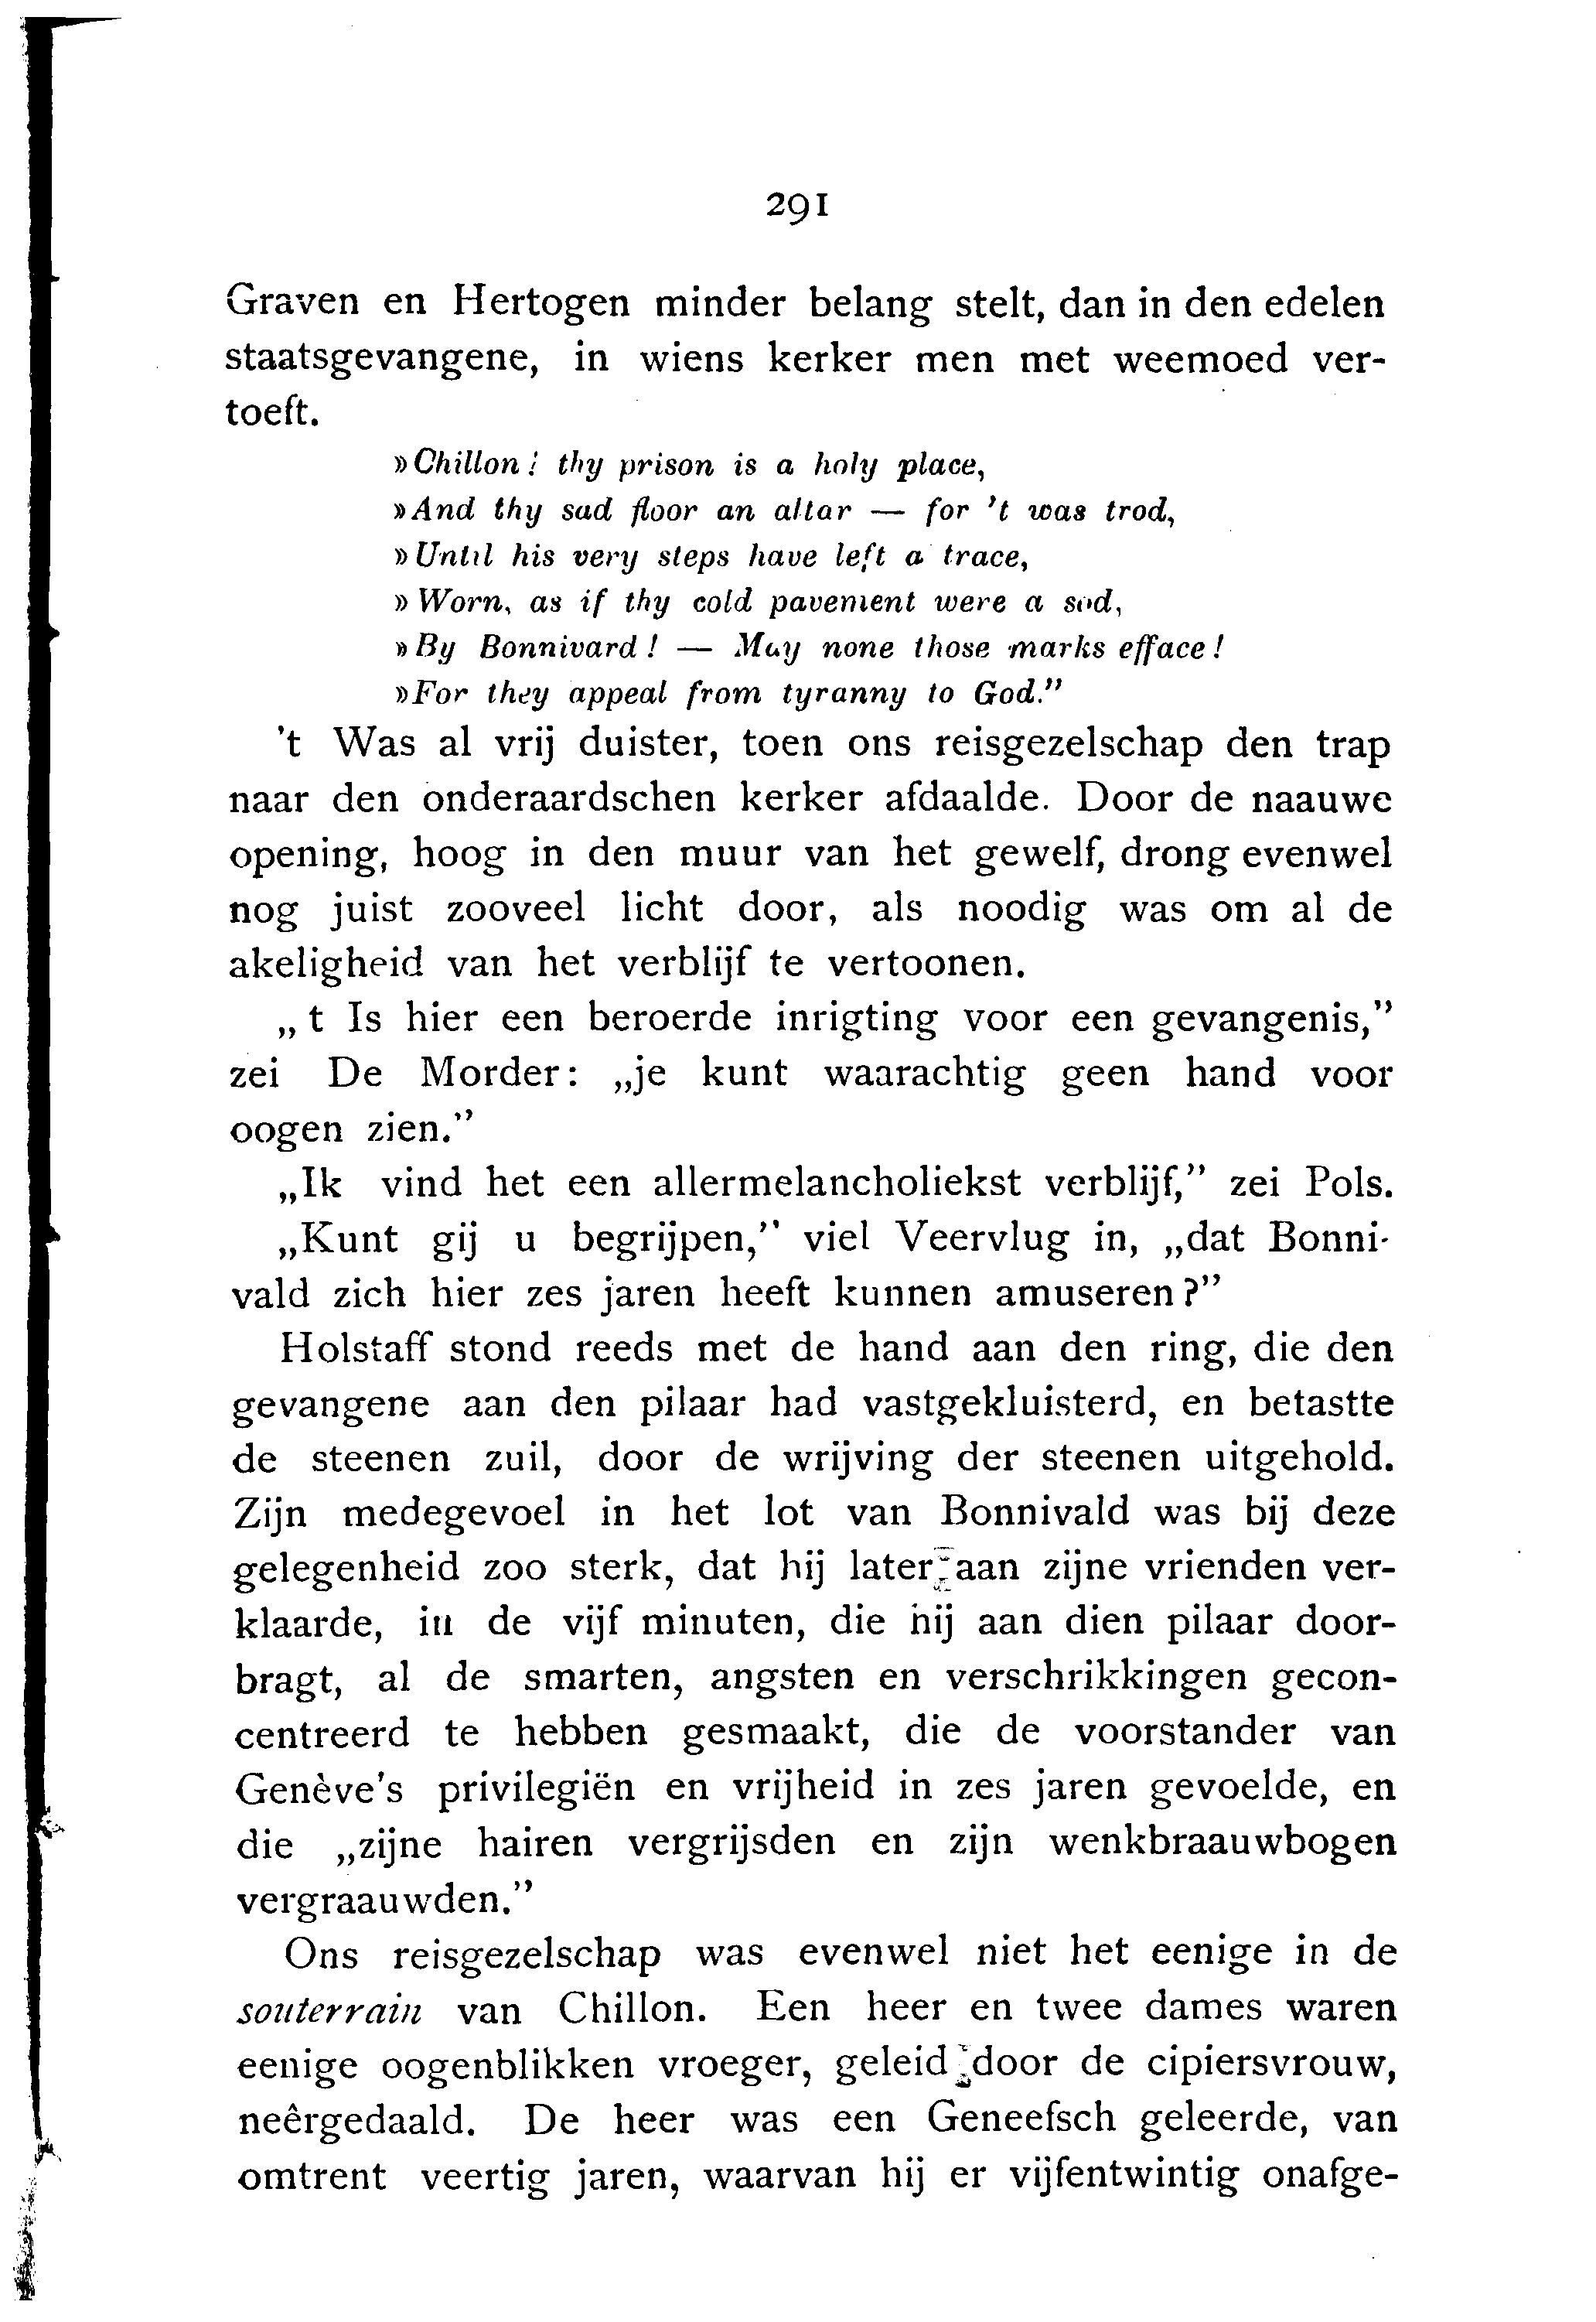 291
Graven en Hertogen minder belang stelt, dan in den edelen
staatsgevangene, in wiens kerker men met weemoed ver-
toeft.
»Chillon! thy prison is a holy place,
»And thy sad floor an altar — for 't was trod,
»Until his very steps have left a trace,
»Worn, as if thy cold pavement were a sod,
»By Bonnivard! — May none those marks efface!
»For they appeal from tyranny to God."
't Was al vrij duister, toen ons reisgezelschap den trap
naar den onderaardschen kerker afdaalde. Door de naauwe
opening, hoog in den muur van het gewelf, drong evenwel
nog juist zooveel licht door, als noodig was om al de
akeligheid van het verblijf te vertoonen.
„ t Is hier een beroerde inrigting voor een gevangenis,"
zei De Morder: „je kunt waarachtig geen hand voor
oogen zien."
„Ik vind het een allermelancholiekst verblijf," zei Pols.
„Kunt gij u begrijpen," viel Veervlug in, „dat Bonni-
vald zich hier zes jaren heeft kunnen amuseren?"
Holstaff stond reeds met de hand aan den ring, die den
gevangene aan den pilaar had vastgekluisterd, en betastte
de steenen zuil, door de wrijving der steenen uitgehold.
Zijn medegevoel in het lot van Bonnivald was bij deze
gelegenheid zoo sterk, dat hij later aan zijne vrienden ver-
klaarde, in de vijf minuten, die hij aan dien pilaar door-
bragt, al de smarten, angsten en verschrikkingen gecon-
centreerd te hebben gesmaakt, die de voorstander van
Genève's privilegiën en vrijheid in zes jaren gevoelde, en
die „zijne hairen vergrijsden en zijn wenkbraauwbogen
vergraauwden."
Ons reisgezelschap was evenwel niet het eenige in de
souterrain van Chillon. Een heer en twee dames waren
eenige oogenblikken vroeger, geleid door de cipiersvrouw,
neêrgedaald. De heer was een Geneefsch geleerde, van
omtrent veertig jaren, waarvan hij er vijfentwintig onafge-